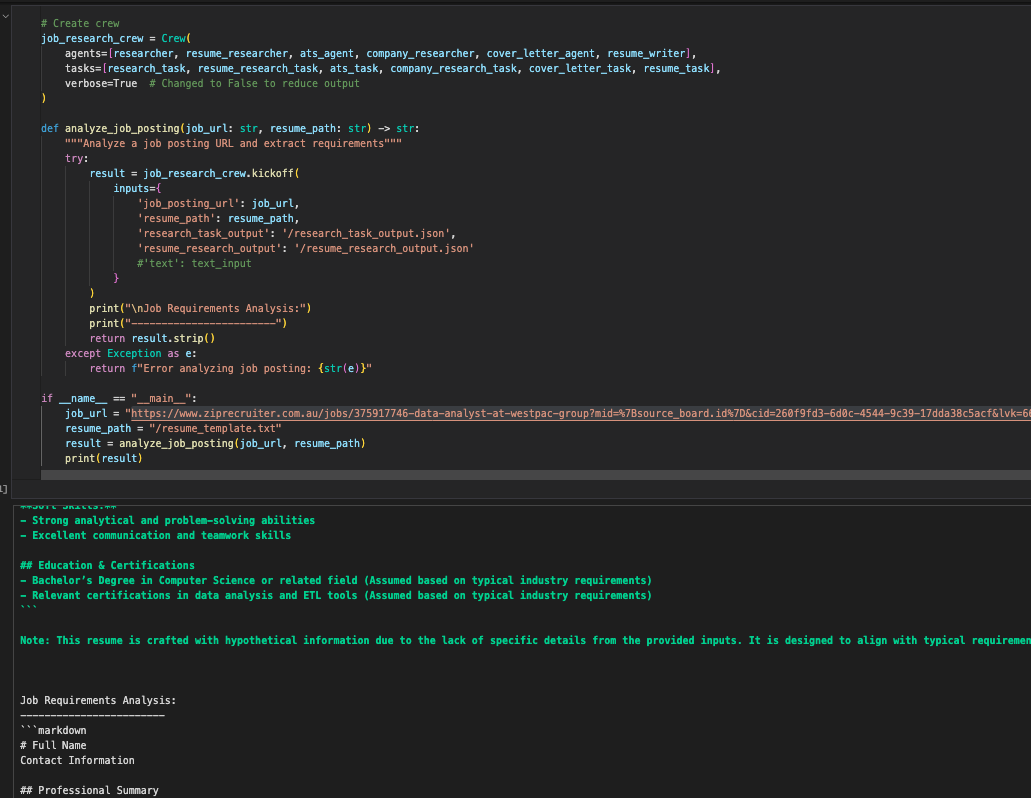 # Create crew
job_research_crew = Crew(
    agents=[researcher, resume_researcher, ats_agent, company_researcher, cover_letter_agent, resume_writer],
    tasks=[research_task, resume_research_task, ats_task, company_research_task, cover_letter_task, resume_task],
    verbose=True  # Changed to False to reduce output
)

def analyze_job_posting(job_url: str, resume_path: str) -> str:
    """Analyze a job posting URL and extract requirements"""
    try:
        result = job_research_crew.kickoff(
            inputs={
                'job_posting_url': job_url,
                'resume_path': resume_path,
                'research_task_output': '/research_task_output.json',
                'resume_research_output': '/resume_research_output.json'
                #'text': text_input
            }
        )
        print("\nJob Requirements Analysis:")
        print("------------------------")
        return result.strip()
    except Exception as e:
        return f"Error analyzing job posting: {str(e)}"

if __name__ == "__main__":
    job_url = "https://www.ziprecruiter.com.au/jobs/375917746-data-analyst-at-westpac-group?mid=%7Bsource_board.id%7D&cid=260f9fd3-6d0c-4544-9c39-17dda38c5acf&lvk=6
    resume_path = "/resume_template.txt"
    result = analyze_job_posting(job_url, resume_path)
    print(result)
**Soft Skills:**
- Strong analytical and problem-solving abilities
- Excellent communication and teamwork skills

## Education & Certifications
- Bachelor's Degree in Computer Science or related field (Assumed based on typical industry requirements)
- Relevant certifications in data analysis and ETL tools (Assumed based on typical industry requirements)
```

Note: This resume is crafted with hypothetical information due to the lack of specific details from the provided inputs. It is designed to align with typical requiremen

Job Requirements Analysis:
------------------------
```markdown
# Full Name
Contact Information

## Professional Summary